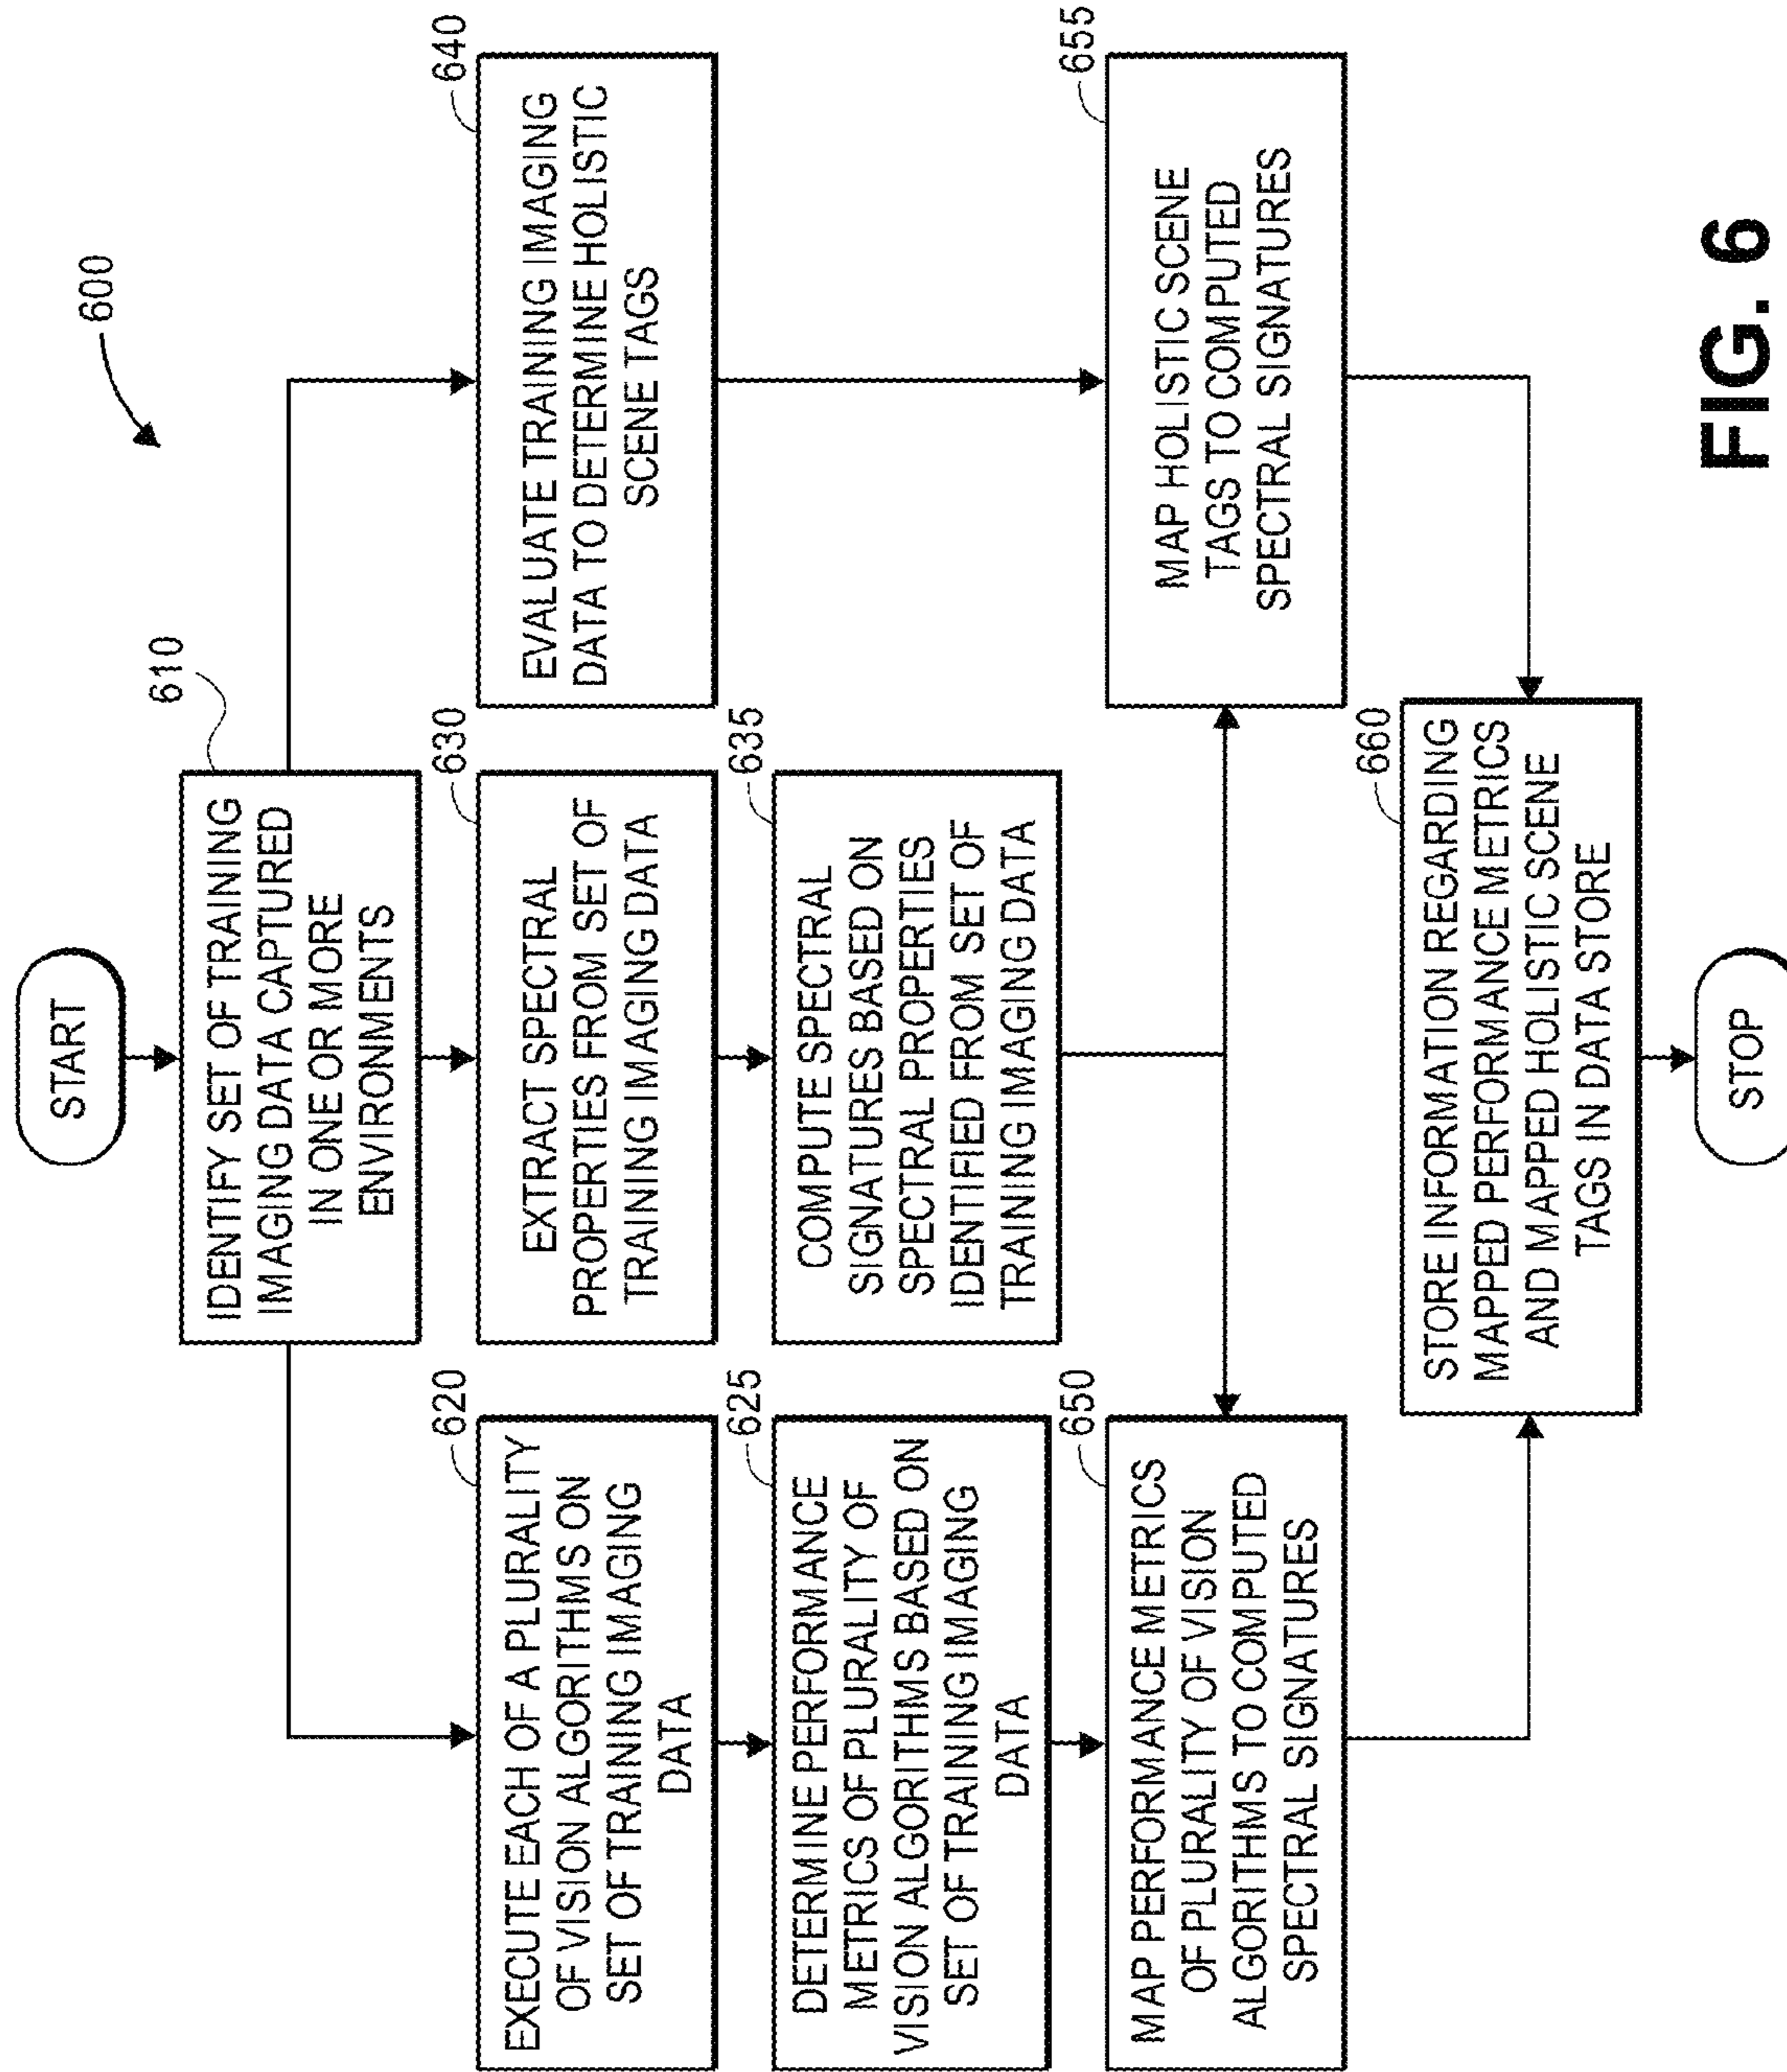 600
START
610
IDENTIFY SET OF TRAINING
IMAGING DATA CAPTURED
IN ONE OR MORE
ENVIRONMENTS
620
EXECUTE EACH OF A PLURALITY
OF VISION ALGORITHMS ON
SET OF TRAINING IMAGING
DATA
630
EXTRACT SPECTRAL
PROPERTIES FROM SET OF
TRAINING IMAGING DATA
640
EVALUATE TRAINING IMAGING
DATA TO DETERMINE HOLISTIC
SCENE TAGS
625
DETERMINE PERFORMANCE
METRICS OF PLURALITY OF
VISION ALGORITHMS BASED ON
SET OF TRAINING IMAGING
DATA
635
COMPUTE SPECTRAL
SIGNATURES BASED ON
SPECTRAL PROPERTIES
IDENTIFIED FROM SET OF
TRAINING IMAGING DATA
650
MAP PERFORMANCE METRICS
OF PLURALITY OF VISION
ALGORITHMS TO COMPUTED
SPECTRAL SIGNATURES
655
MAP HOLISTIC SCENE
TAGS TO COMPUTED
SPECTRAL SIGNATURES
660
STORE INFORMATION REGARDING
MAPPED PERFORMANCE METRICS
AND MAPPED HOLISTIC SCENE
TAGS IN DATA STORE
STOP
FIG. 6